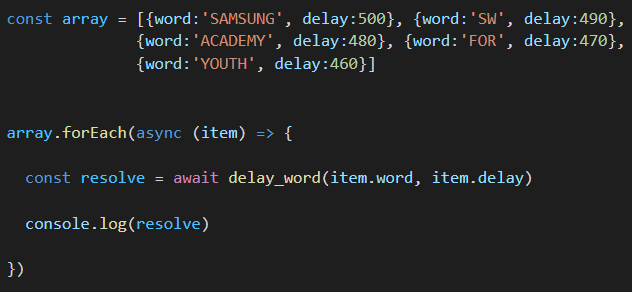 const array = [{word:'SAMSUNG', delay:500}, {word:'SW', delay:490},
{word:'ACADEMY', delay:480}, {word:'FOR', delay:470},
{word:'YOUTH', delay:460}]
array.forEach(async (item) => {
const resolve = await delay_word(item.word, item.delay)
console.log(resolve)
})